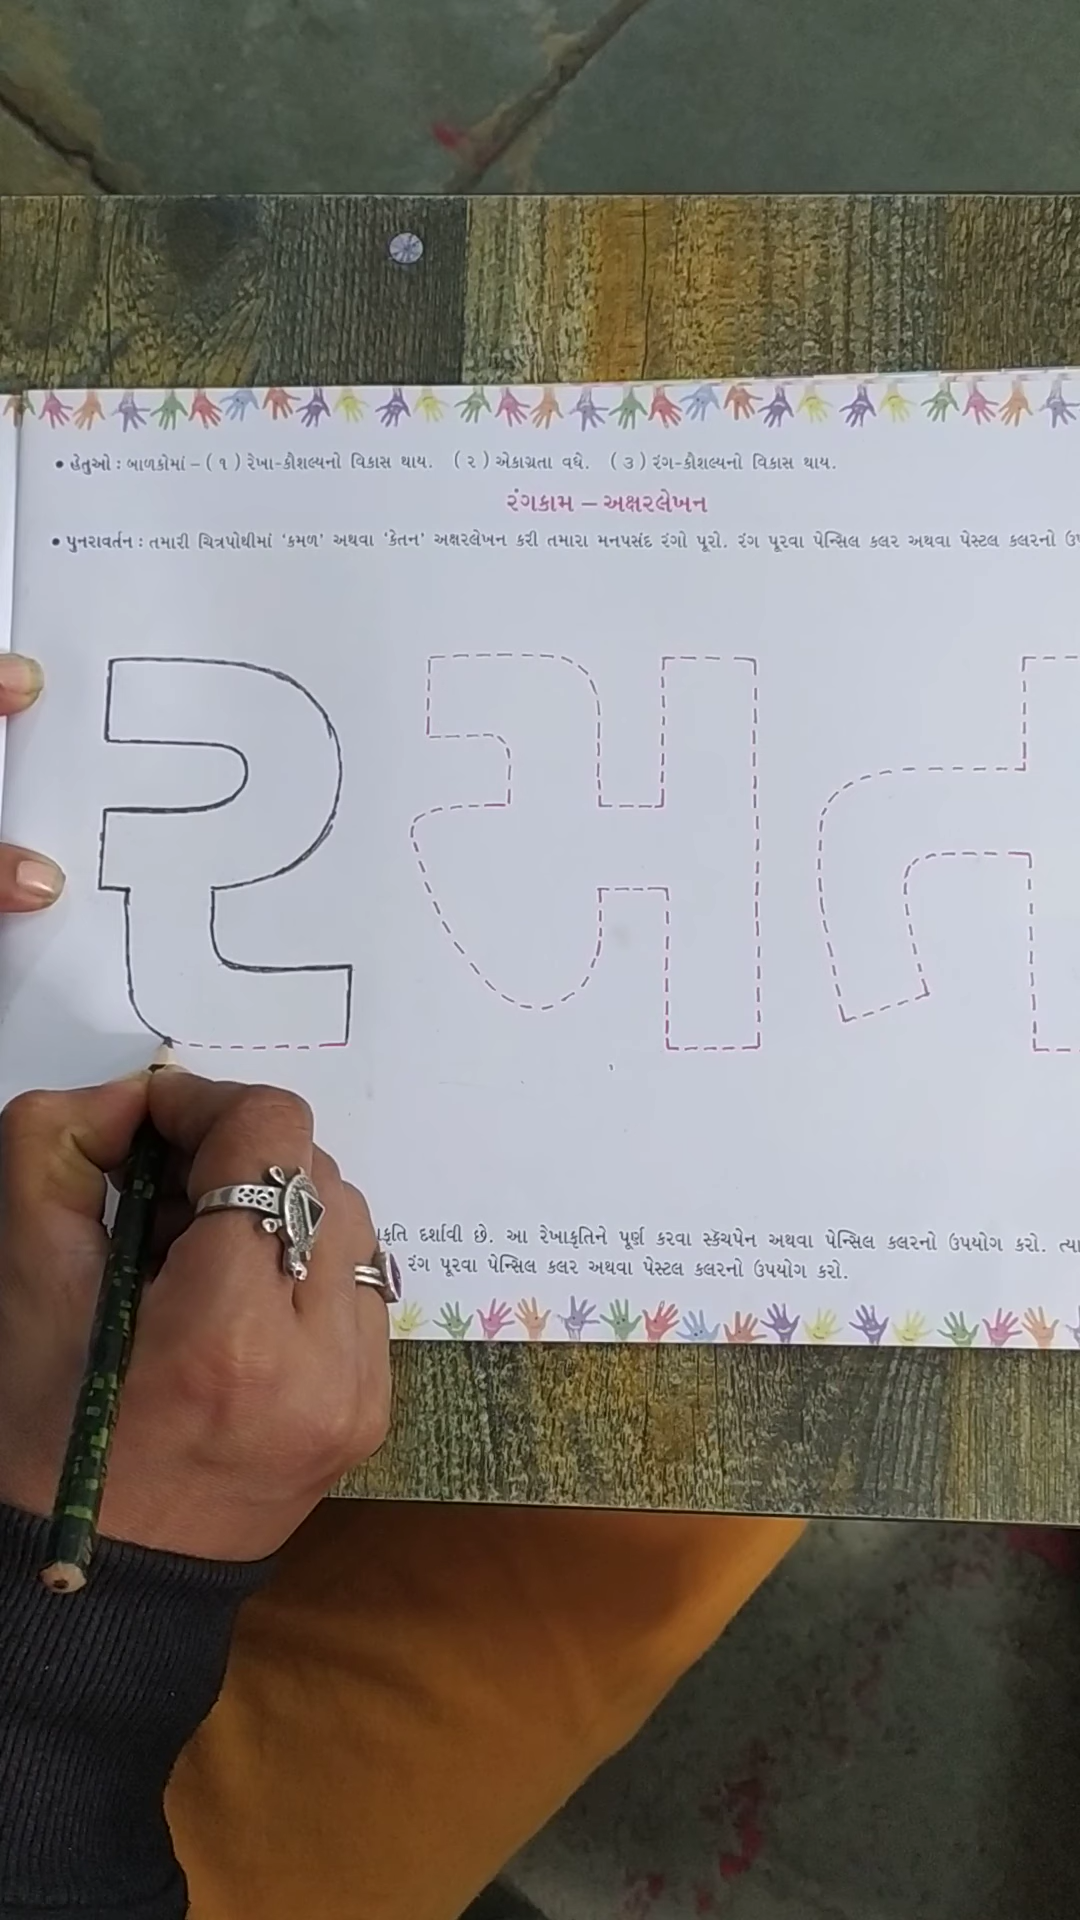 • હેતુઓ : બાળકોમાં – ( ૧ ) રેખા-કૌશલ્યનો વિકાસ થાય. ( ૨ ) એકાગ્રતા વધે. ( ૩ ) રંગ-કૌશલ્યનો વિકાસ થાય.
રંગકામ – અક્ષરલેખન
• પુનરાવર્તન : તમારી ચિત્રપોથીમાં ‘કમળ’ અથવા ‘કેતન’ અક્ષરલેખન કરી તમારા મનપસંદ રંગો પૂરો. રંગ પૂરવા પેન્સિલ કલર અથવા પેસ્ટલ કલરનો
૨ મ ત
દર્શાવી છે. આ રેખાકૃતિને પૂર્ણ કરવા સ્કૅચપેન અથવા પેન્સિલ કલરનો ઉપયોગ કરો.
રંગ પૂરવા પેન્સિલ કલર અથવા પેસ્ટલ કલરનો ઉપયોગ કરો.